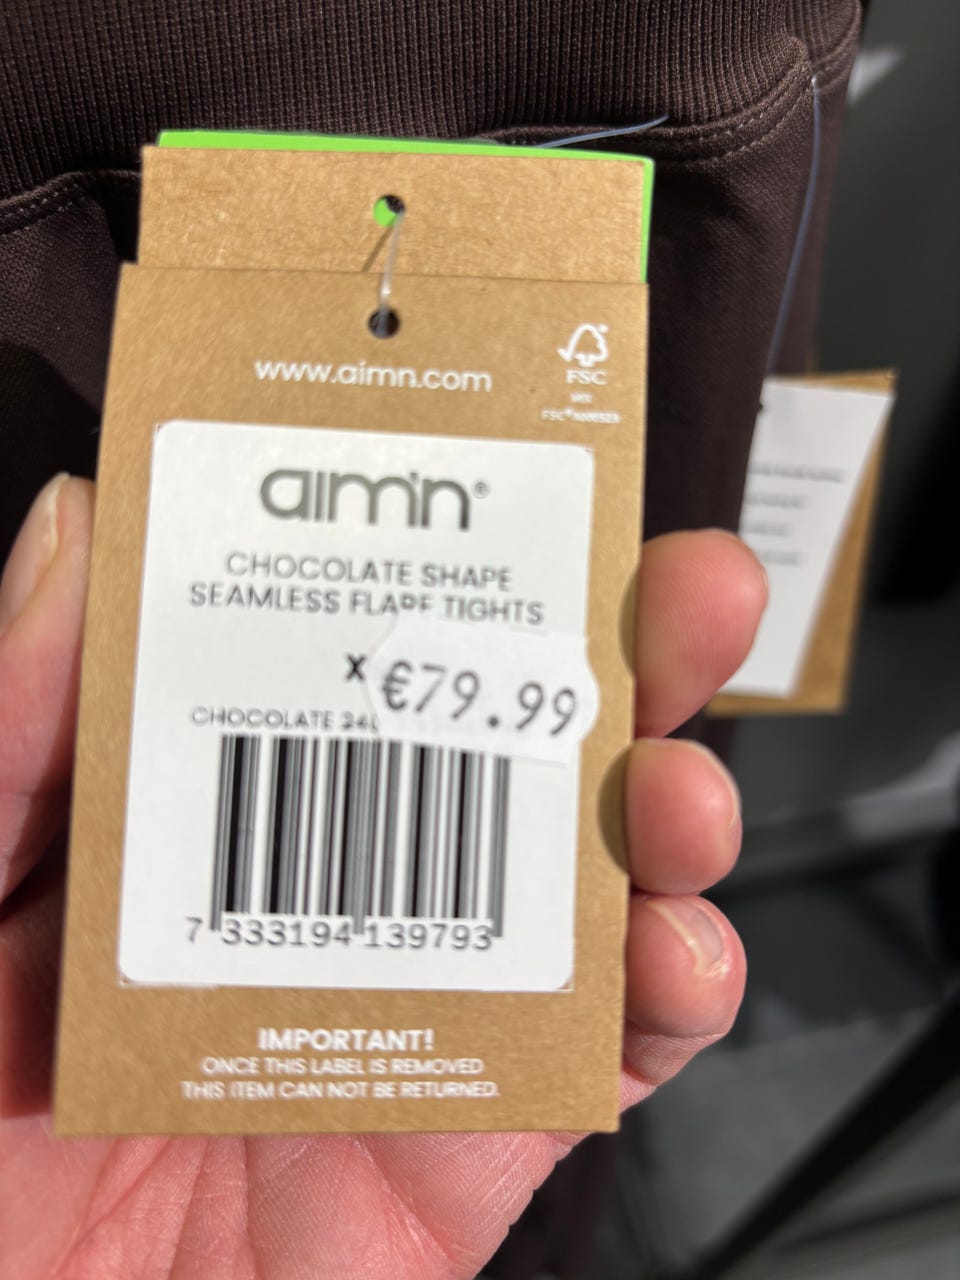 www.aimn.com
FSC
aim'n®
CHOCOLATE SHAPE
SEAMLESS FLARE TIGHTS
X
€79.99
CHOCOLATE
7 333194 139793
IMPORTANT!
ONCE THIS LABEL IS REMOVED
THIS ITEM CAN NOT BE RETURNED.